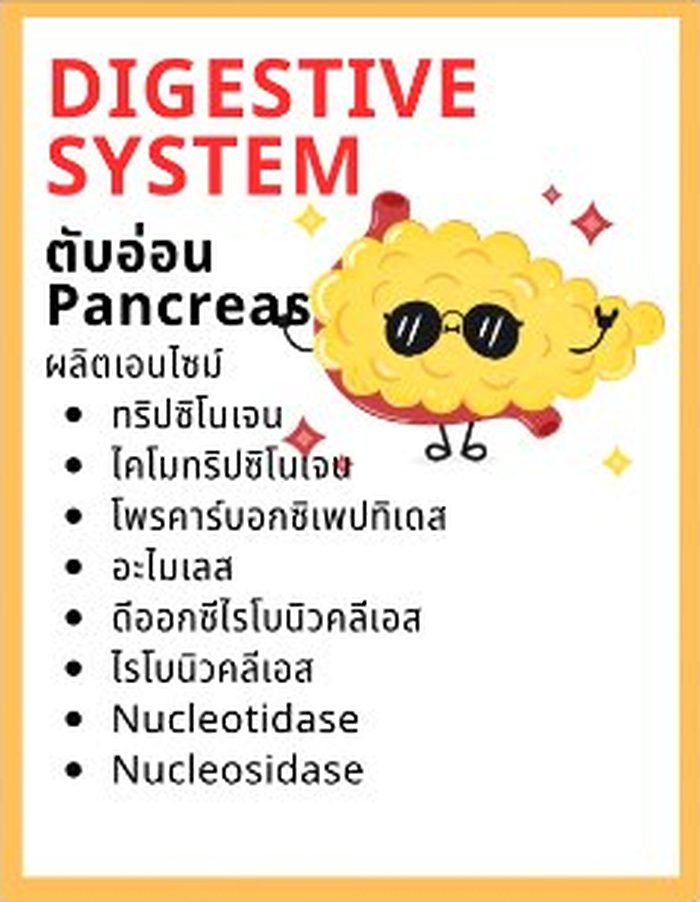 DIGESTIVE
SYSTEM
ตับอ่อน
Pancreas
ผลิตเอนไซม์
• ทริปซิโนเจน
• ไคโมทริปซิโนเจน
• โพรคาร์บอกซิเพปทิเดส
• อะไมเลส
• ดีออกซีไรโบนิวคลีเอส
• ไรโบนิวคลีเอส
• Nucleotidase
• Nucleosidase